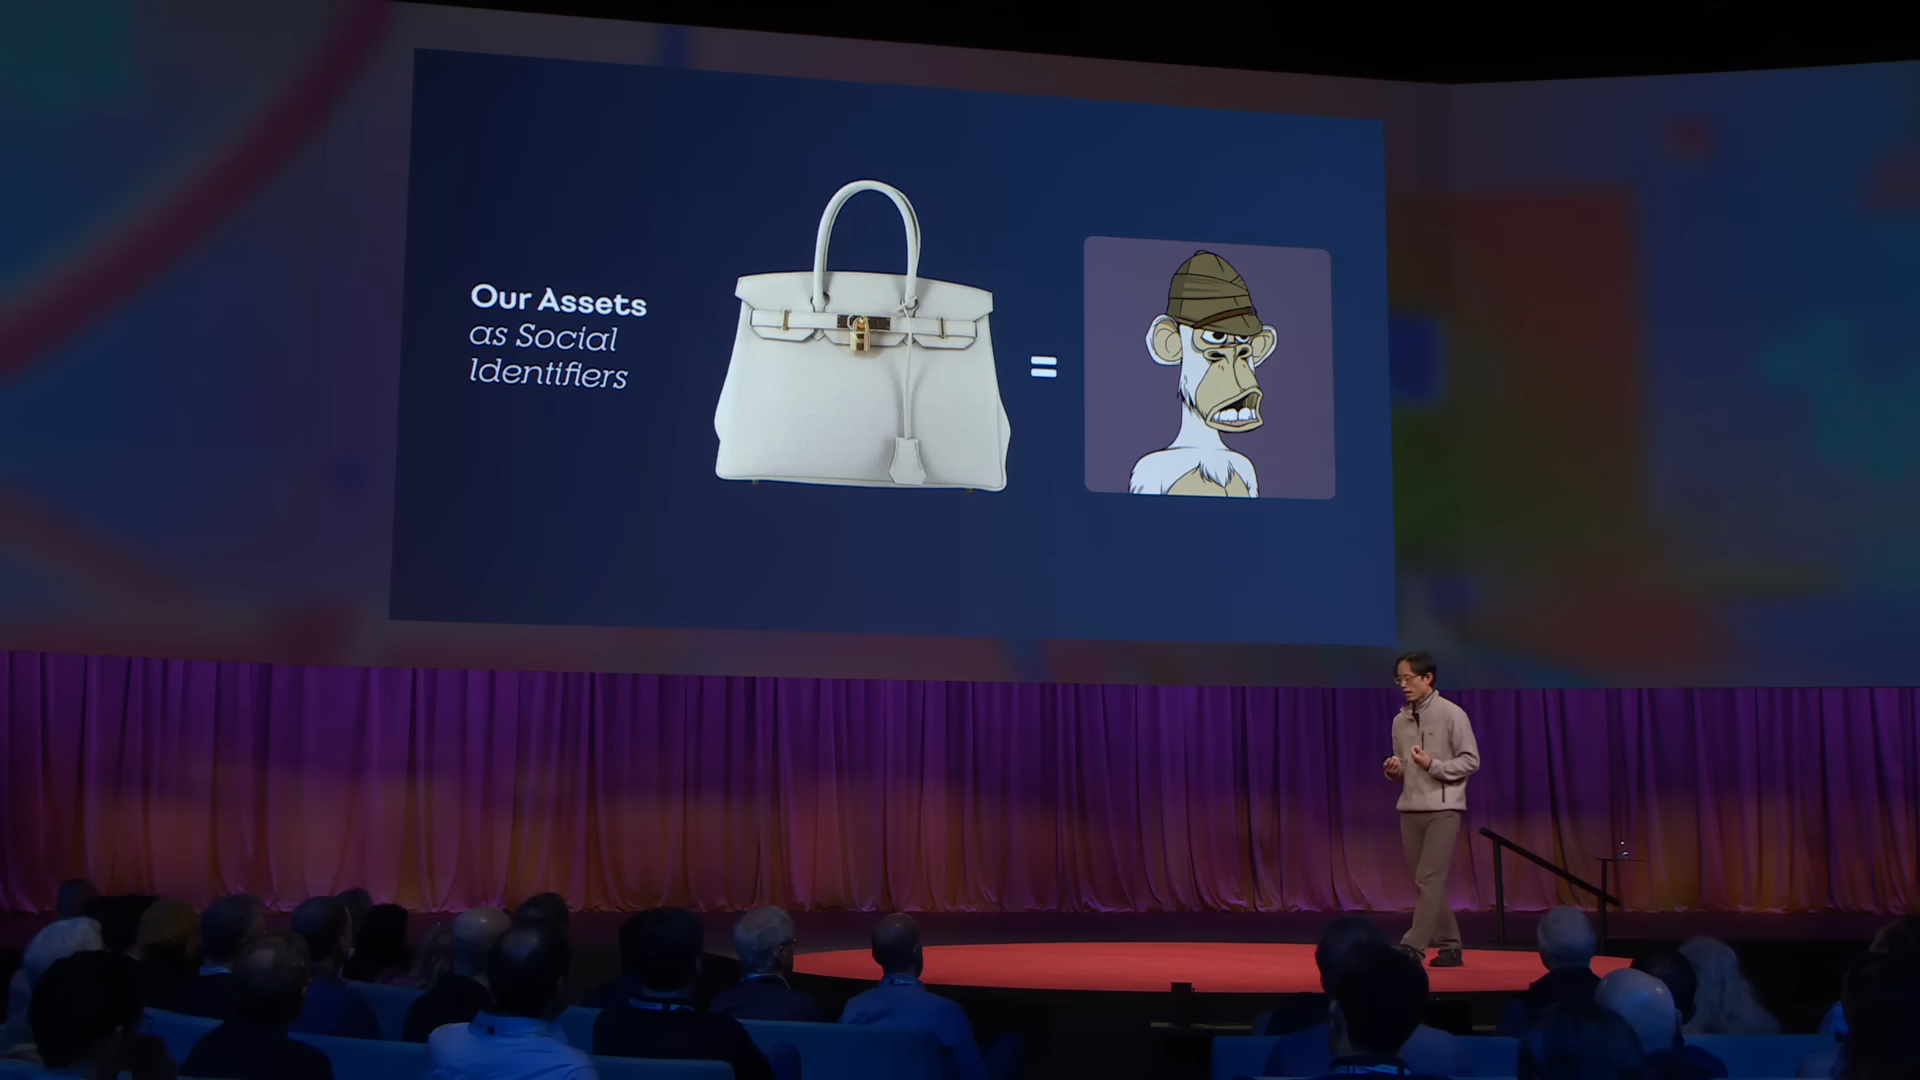 Our Assets
as Social
Identifiers
=